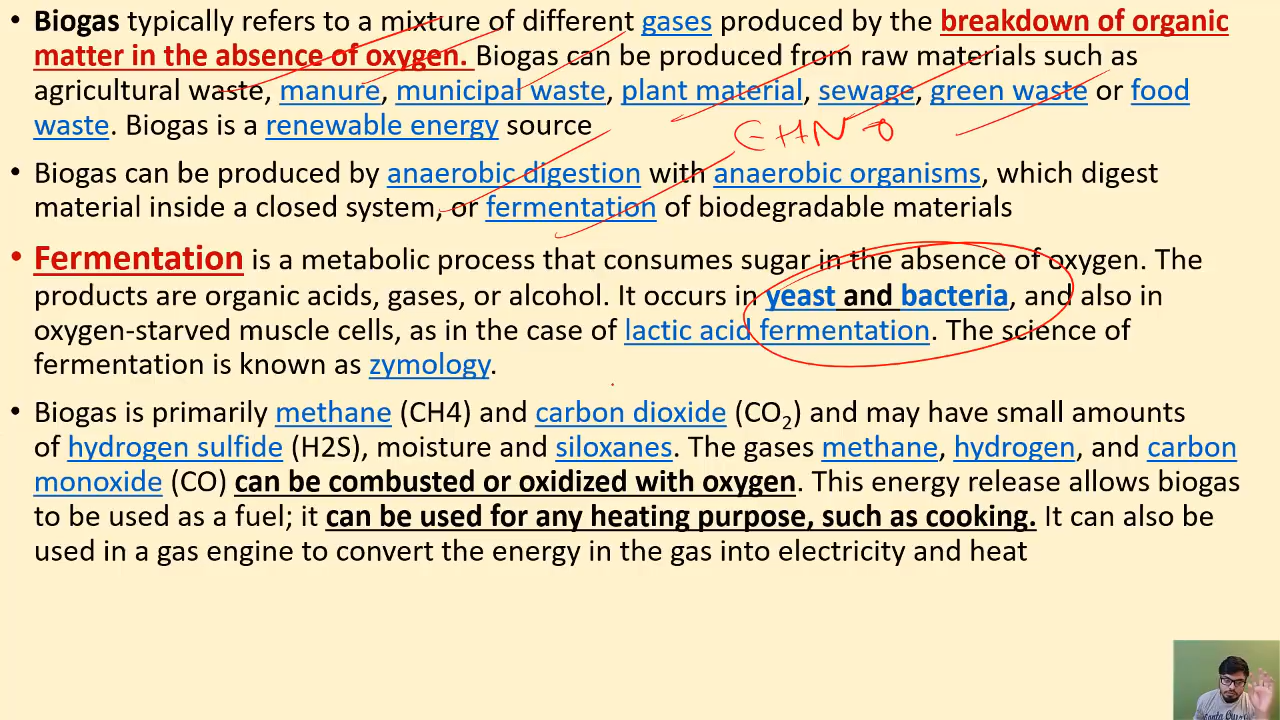 • Biogas typically refers to a mixture of different gases produced by the breakdown of organic
matter in the absence of oxygen. Biogas can be produced from raw materials such as
agricultural waste, manure, municipal waste, plant material, sewage, green waste or food
waste. Biogas is a renewable energy source
CHNO
• Biogas can be produced by anaerobic digestion with anaerobic organisms, which digest
material inside a closed system, or fermentation of biodegradable materials
• Fermentation is a metabolic process that consumes sugar in the absence of oxygen. The
products are organic acids, gases, or alcohol. It occurs in yeast and bacteria, and also in
oxygen-starved muscle cells, as in the case of lactic acid fermentation. The science of
fermentation is known as zymology.
• Biogas is primarily methane (CH4) and carbon dioxide (CO₂) and may have small amounts
of hydrogen sulfide (H2S), moisture and siloxanes. The gases methane, hydrogen, and carbon
monoxide (CO) can be combusted or oxidized with oxygen. This energy release allows biogas
to be used as a fuel; it can be used for any heating purpose, such as cooking. It can also be
used in a gas engine to convert the energy in the gas into electricity and heat